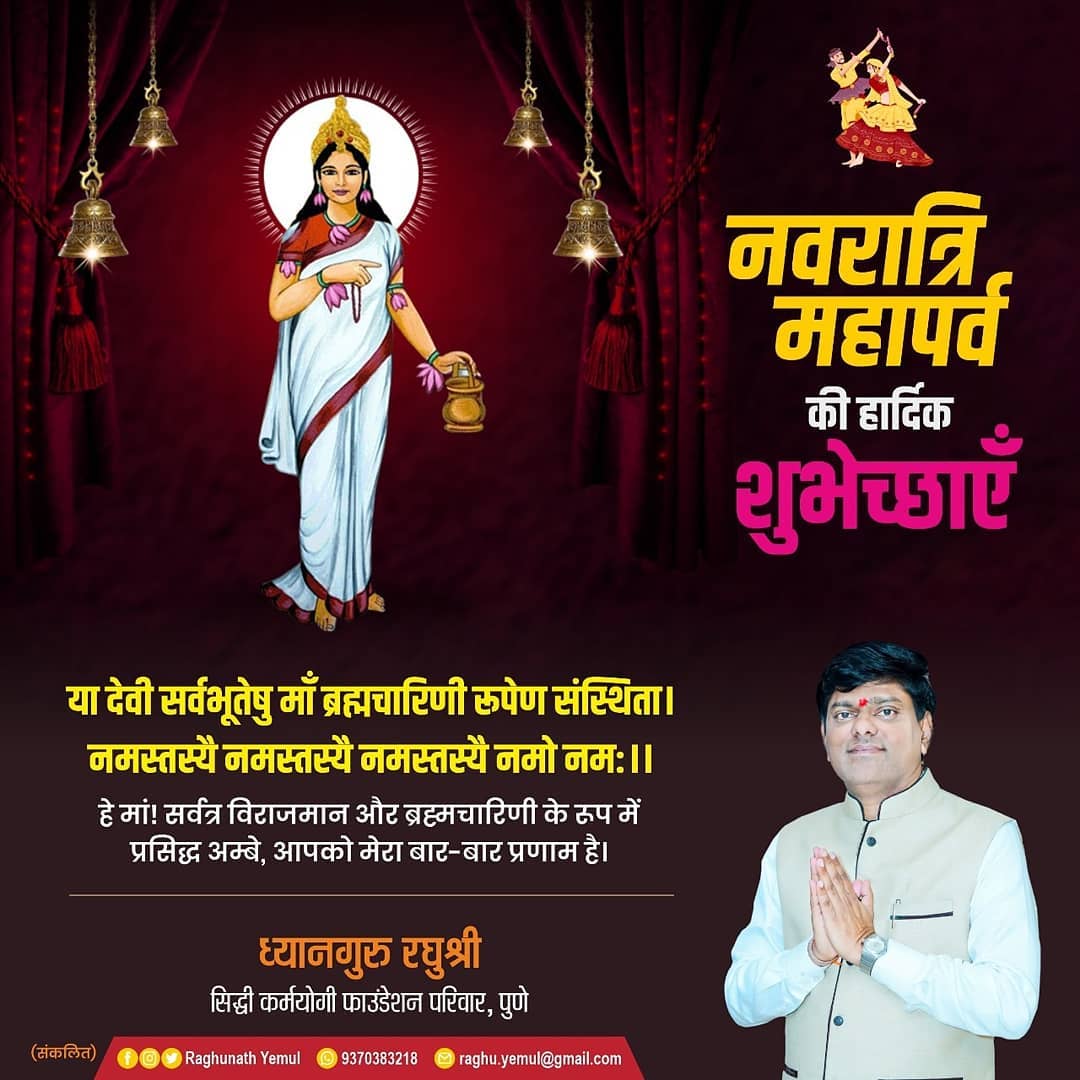 नवरात्रि
महापर्व
की हार्दिक
शुभेच्छाएँ
या देवी सर्वभूतेषु माँ ब्रह्मचारिणी रूपेण संस्थिता।
नमस्तस्यै नमस्तस्यै नमस्तस्यै नमो नम:।।
हे मां! सर्वत्र विराजमान और ब्रह्मचारिणी के रूप में
प्रसिद्ध अम्बे, आपको मेरा बार-बार प्रणाम है।
ध्यानगुरु रघुश्री
सिद्धी कर्मयोगी फाउंडेशन परिवार, पुणे
(संकलित) Raghunath Yemul 9370383218 raghu.yemul@gmail.com